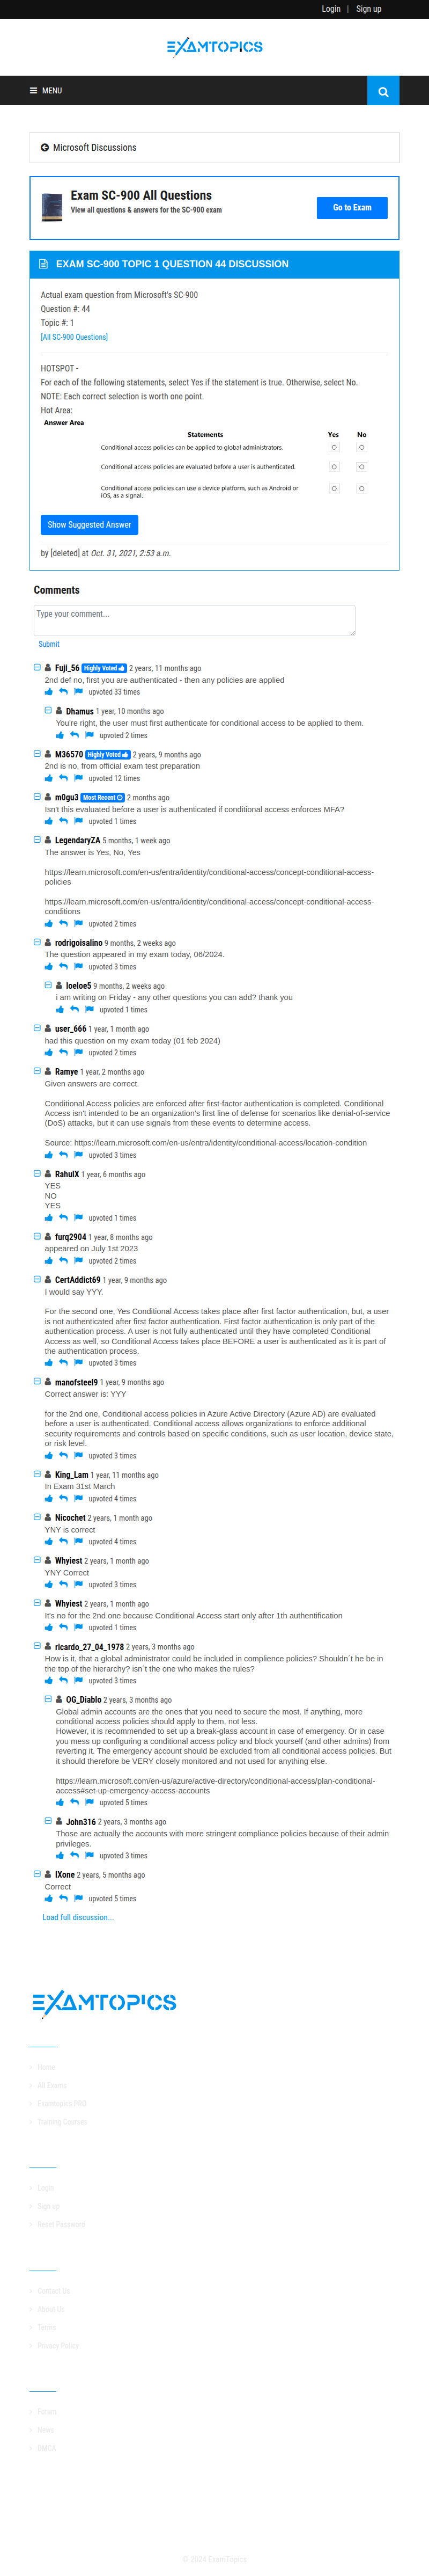 Login | Sign up
EXAMTOPICS
MENU
Microsoft Discussions
Exam SC-900 All Questions
View all questions & answers for the SC-900 exam
Go to Exam
EXAM SC-900 TOPIC 1 QUESTION 44 DISCUSSION
Actual exam question from Microsoft's SC-900
Question #: 44
Topic #: 1
[All SC-900 Questions]
HOTSPOT -
For each of the following statements, select Yes if the statement is true. Otherwise, select No.
NOTE: Each correct selection is worth one point.
Hot Area:
Answer Area
Statements Yes No
Conditional access policies can be applied to global administrators.
Conditional access policies are evaluated before a user is authenticated.
Conditional access policies can use a device platform, such as Android or
iOS, as a signal.
Show Suggested Answer
by [deleted] at Oct. 31, 2021, 2:53 a.m.
Comments
Type your comment...
Submit
Fuji_56 Highly Voted 2 years, 11 months ago
2nd def no, first you are authenticated - then any policies are applied
upvoted 33 times
Dhamus 1 year, 10 months ago
You're right, the user must first authenticate for conditional access to be applied to them.
upvoted 2 times
M36570 Highly Voted 2 years, 9 months ago
2nd is no, from official exam test preparation
upvoted 12 times
m0gu3 Most Recent 2 months ago
Isn't this evaluated before a user is authenticated if conditional access enforces MFA?
upvoted 1 times
LegendaryZA 5 months, 1 week ago
The answer is Yes, No, Yes
https://learn.microsoft.com/en-us/entra/identity/conditional-access/concept-conditional-access-
policies
https://learn.microsoft.com/en-us/entra/identity/conditional-access/concept-conditional-access-
conditions
upvoted 2 times
rodrigoisalino 9 months, 2 weeks ago
The question appeared in my exam today, 06/2024.
upvoted 3 times
loeloe5 9 months, 2 weeks ago
i am writing on Friday - any other questions you can add? thank you
upvoted 1 times
user_666 1 year, 1 month ago
had this question on my exam today (01 feb 2024)
upvoted 2 times
Ramye 1 year, 2 months ago
Given answers are correct.
Conditional Access policies are enforced after first-factor authentication is completed. Conditional
Access isn't intended to be an organization's first line of defense for scenarios like denial-of-service
(DoS) attacks, but it can use signals from these events to determine access.
Source: https://learn.microsoft.com/en-us/entra/identity/conditional-access/location-condition
upvoted 3 times
RahulX 1 year, 6 months ago
YES
NO
YES
upvoted 1 times
furq2904 1 year, 8 months ago
appeared on July 1st 2023
upvoted 2 times
CertAddict69 1 year, 9 months ago
I would say YYY.
For the second one, Yes Conditional Access takes place after first factor authentication, but, a user
is not authenticated after first factor authentication. First factor authentication is only part of the
authentication process. A user is not fully authenticated until they have completed Conditional
Access as well, so Conditional Access takes place BEFORE a user is authenticated as it is part of
the authentication process.
upvoted 3 times
manofsteel9 1 year, 9 months ago
Correct answer is: YYY
for the 2nd one, Conditional access policies in Azure Active Directory (Azure AD) are evaluated
before a user is authenticated. Conditional access allows organizations to enforce additional
security requirements and controls based on specific conditions, such as user location, device state,
or risk level.
upvoted 3 times
King_Lam 1 year, 11 months ago
In Exam 31st March
upvoted 4 times
Nicochet 2 years, 1 month ago
YNY is correct
upvoted 4 times
Whyiest 2 years, 1 month ago
YNY Correct
upvoted 3 times
Whyiest 2 years, 1 month ago
It's no for the 2nd one because Conditional Access start only after 1th authentification
upvoted 1 times
ricardo_27_04_1978 2 years, 3 months ago
How is it, that a global administrator could be included in complience policies? Shouldn´t he be in
the top of the hierarchy? isn´t the one who makes the rules?
upvoted 3 times
OG_Diablo 2 years, 3 months ago
Global admin accounts are the ones that you need to secure the most. If anything, more
conditional access policies should apply to them, not less.
However, it is recommended to set up a break-glass account in case of emergency. Or in case
you mess up configuring a conditional access policy and block yourself (and other admins) from
reverting it. The emergency account should be excluded from all conditional access policies. But
it should therefore be VERY closely monitored and not used for anything else.
https://learn.microsoft.com/en-us/azure/active-directory/conditional-access/plan-conditional-
access#set-up-emergency-access-accounts
upvoted 5 times
John316 2 years, 3 months ago
Those are actually the accounts with more stringent compliance policies because of their admin
privileges.
upvoted 3 times
IXone 2 years, 5 months ago
Correct
upvoted 5 times
Load full discussion...
EXAMTOPICS
Home
All Exams
Examtopics PRO
Training Courses
Login
Sign up
Reset Password
Contact Us
About Us
Terms
Privacy Policy
Forum
News
DMCA
© 2024 ExamTopics